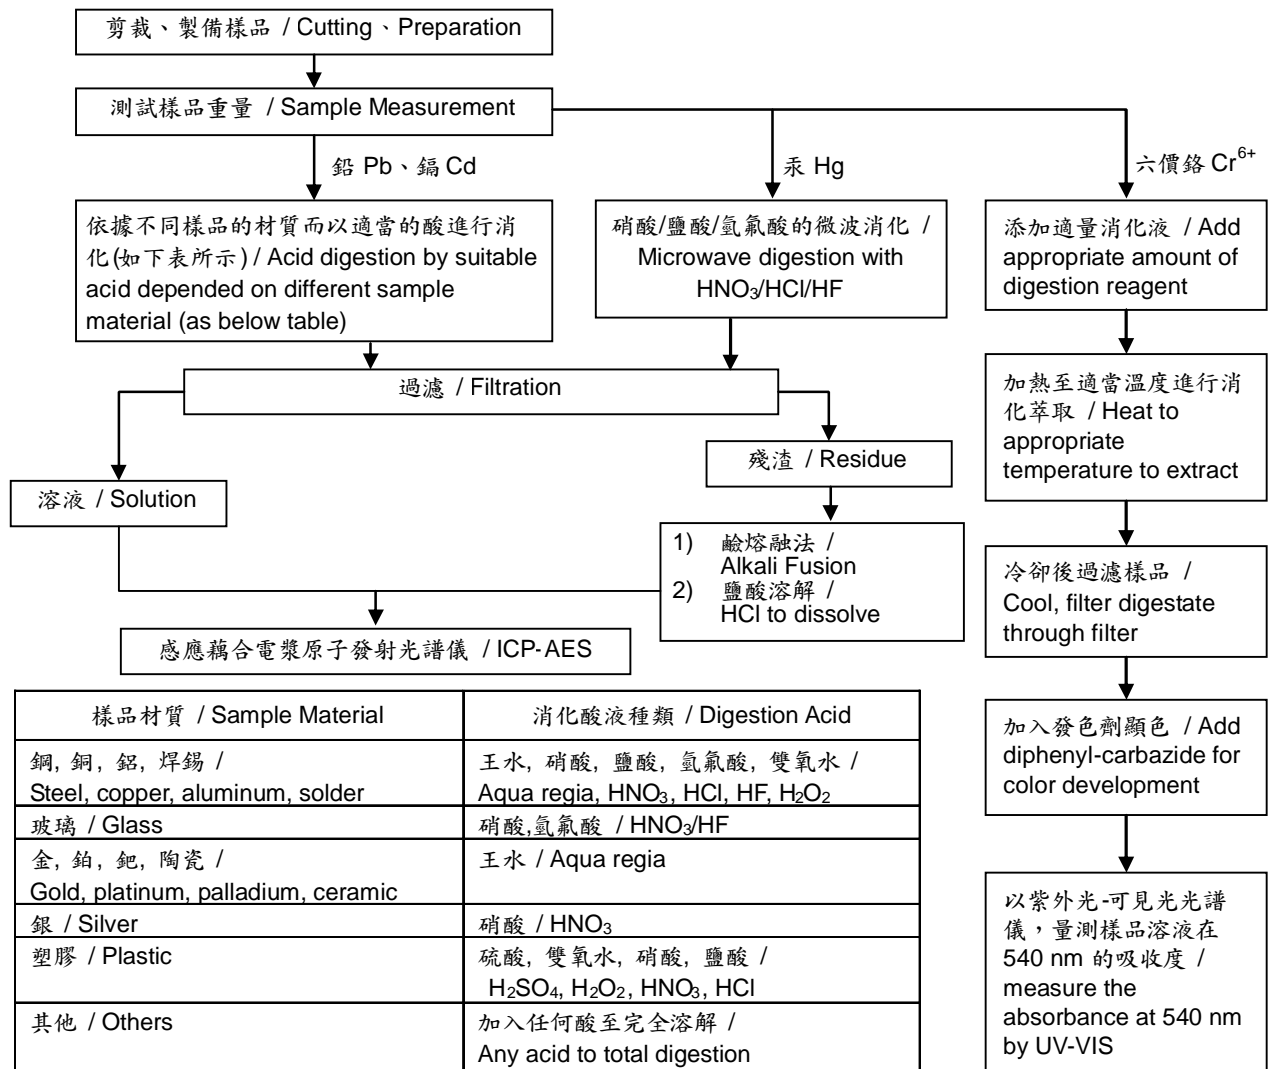 剪裁、製備樣品 / Cutting、Preparation
測試樣品重量 / Sample Measurement
鉛 Pb、鎘 Cd
汞 Hg
六價鉻 Cr⁶⁺
依據不同樣品的材質而以適當的酸進行消
化(如下表所示) / Acid digestion by suitable
acid depended on different sample
material (as below table)
硝酸/鹽酸/氫氟酸的微波消化 /
Microwave digestion with
HNO₃/HCl/HF
添加適量消化液 / Add
appropriate amount of
digestion reagent
過濾 / Filtration
加熱至適當溫度進行消
化萃取 / Heat to
appropriate
temperature to extract
溶液 / Solution
殘渣 / Residue
1) 鹼熔融法 /
Alkali Fusion
2) 鹽酸溶解 /
HCl to dissolve
冷卻後過濾樣品 /
Cool, filter digestate
through filter
感應藕合電漿原子發射光譜儀 / ICP-AES
加入發色劑顯色 / Add
diphenyl-carbazide for
color development
以紫外光-可見光光譜
儀，量測樣品溶液在
540 nm 的吸收度 /
measure the
absorbance at 540 nm
by UV-VIS
樣品材質 / Sample Material
消化酸液種類 / Digestion Acid
鋼, 銅, 鋁, 焊錫 /
Steel, copper, aluminum, solder
王水, 硝酸, 鹽酸, 氫氟酸, 雙氧水 /
Aqua regia, HNO₃, HCl, HF, H₂O₂
玻璃 / Glass
硝酸,氫氟酸 / HNO₃/HF
金, 鉑, 鈀, 陶瓷 /
Gold, platinum, palladium, ceramic
王水 / Aqua regia
銀 / Silver
硝酸 / HNO₃
塑膠 / Plastic
硫酸, 雙氧水, 硝酸, 鹽酸 /
H₂SO₄, H₂O₂, HNO₃, HCl
其他 / Others
加入任何酸至完全溶解 /
Any acid to total digestion